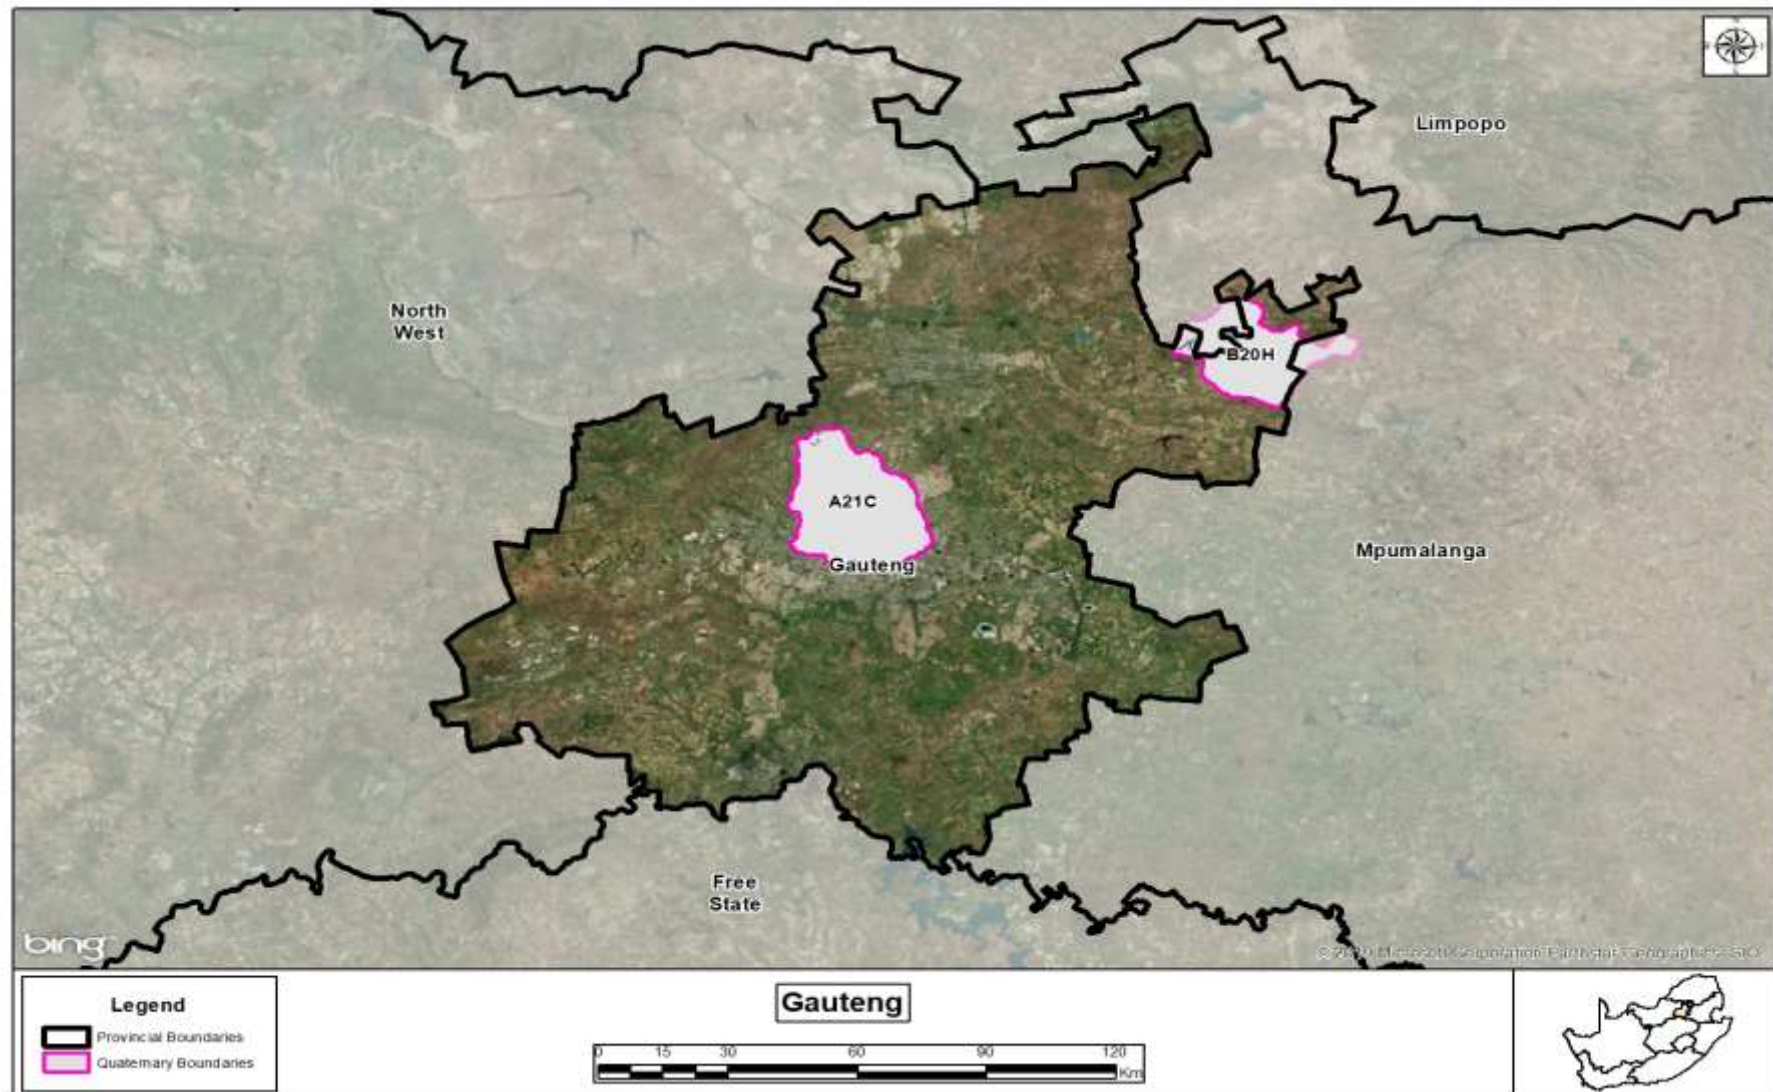 Limpopo
North
West
B20H
A21C
Gauteng
Mpumalanga
Free
State
bing
Legend
Provincial Boundaries
Quaternary Boundaries
Gauteng
0 15 30 60 90 120
Km